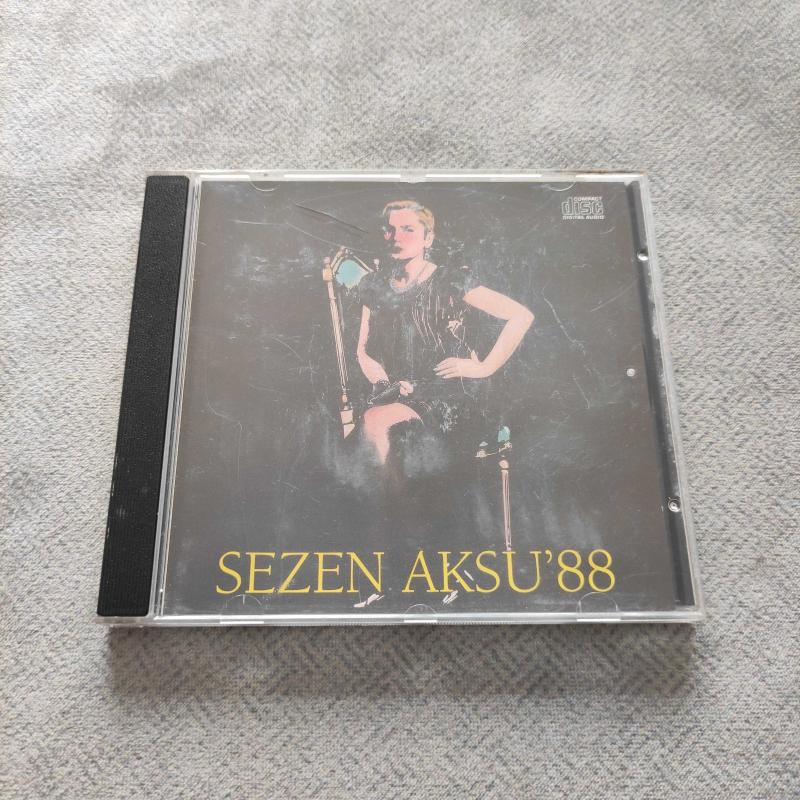 COMPACT
disc
DIGITAL AUDIO
SEZEN AKSU'88